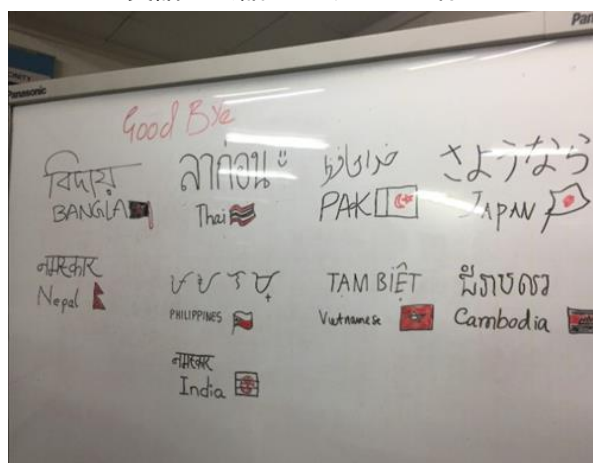 Panasonic
Good Bye
বিদায়
BANGLA
ลาก่อน
Thai
PAK
さようなら
JAPAN
नमस्कार
Nepal
PHILIPPINES
TAM BIỆT
Vietnamese
ជំរាបលា
Cambodia
नमस्कार
India